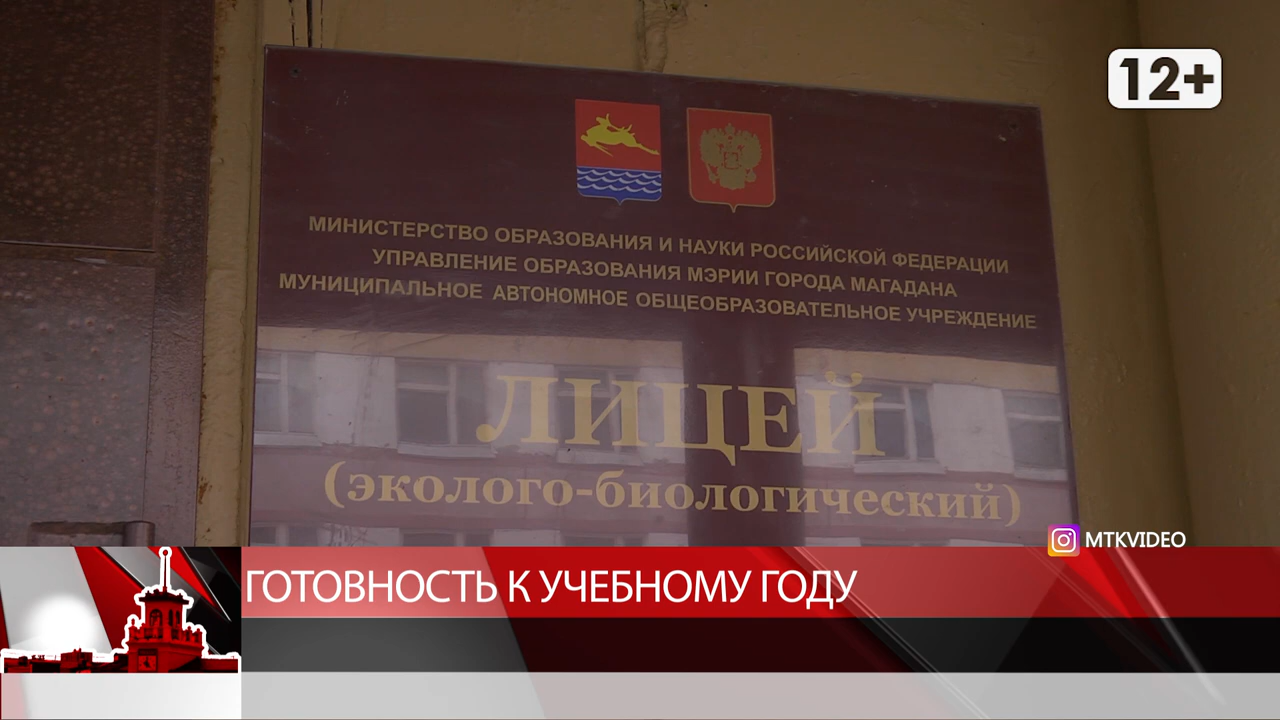 12+
МИНИСТЕРСТВО ОБРАЗОВАНИЯ И НАУКИ РОССИЙСКОЙ ФЕДЕРАЦИИ
УПРАВЛЕНИЕ ОБРАЗОВАНИЯ МЭРИИ ГОРОДА МАГАДАНА
МУНИЦИПАЛЬНОЕ АВТОНОМНОЕ ОБЩЕОБРАЗОВАТЕЛЬНОЕ УЧРЕЖДЕНИЕ
ЛИЦЕЙ
(эколого-биологический)
MTKVIDEO
ГОТОВНОСТЬ К УЧЕБНОМУ ГОДУ